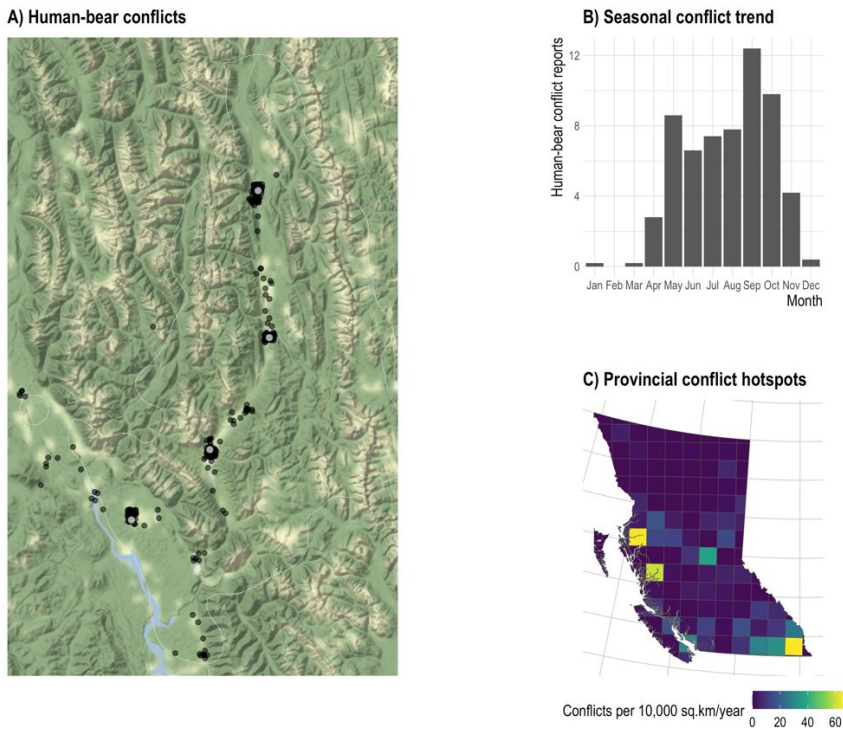 A) Human-bear conflicts
B) Seasonal conflict trend
Human-bear conflict reports
12
8
4
0
Jan Feb Mar Apr May Jun Jul Aug Sep Oct Nov Dec
Month
C) Provincial conflict hotspots
Conflicts per 10,000 sq.km/year
0 20 40 60